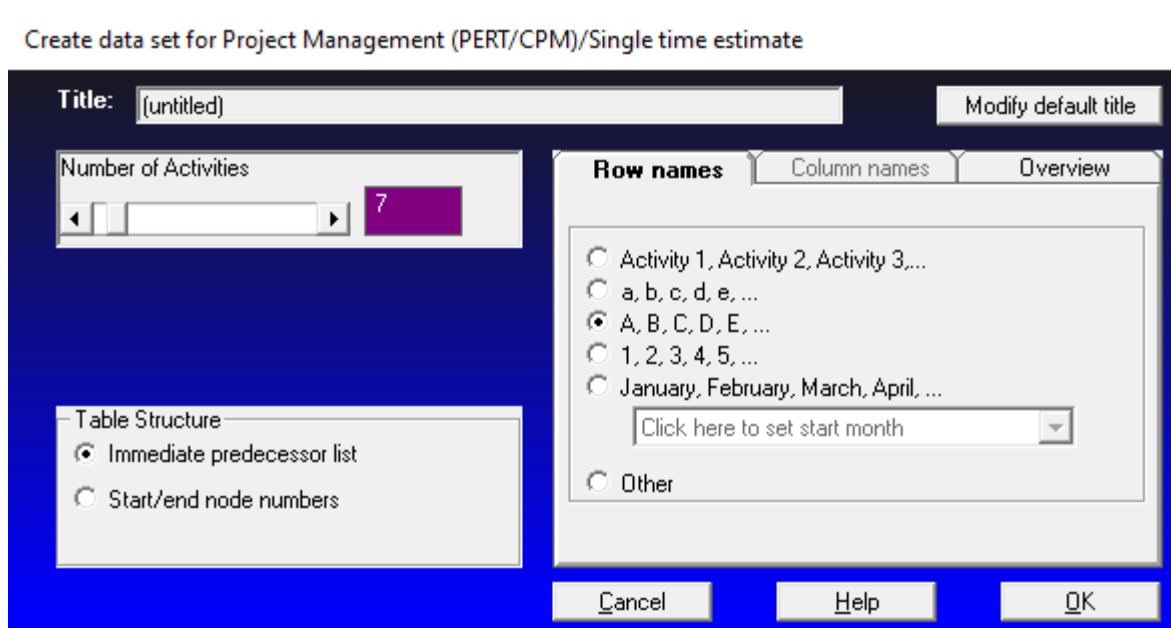 Create data set for Project Management (PERT/CPM)/Single time estimate
Title: (untitled) Modify default title
Number of Activities
7
Row names Column names Overview
Activity 1, Activity 2, Activity 3,...
a, b, c, d, e, ...
A, B, C, D, E, ...
1, 2, 3, 4, 5, ...
January, February, March, April, ...
Click here to set start month
Other
Table Structure
Immediate predecessor list
Start/end node numbers
Cancel Help OK